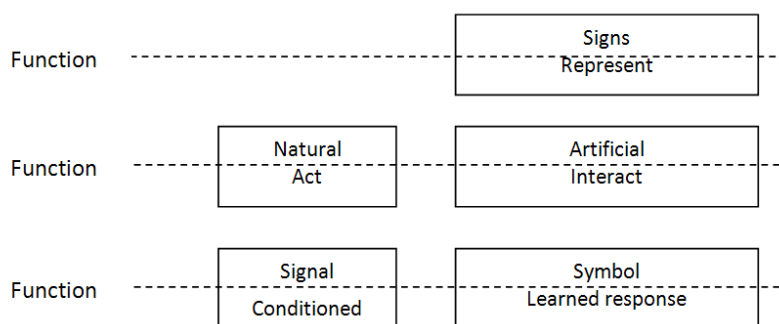 Signs
Function
Represent
Natural
Artificial
Function
Act
Interact
Signal
Symbol
Function
Conditioned
Learned response